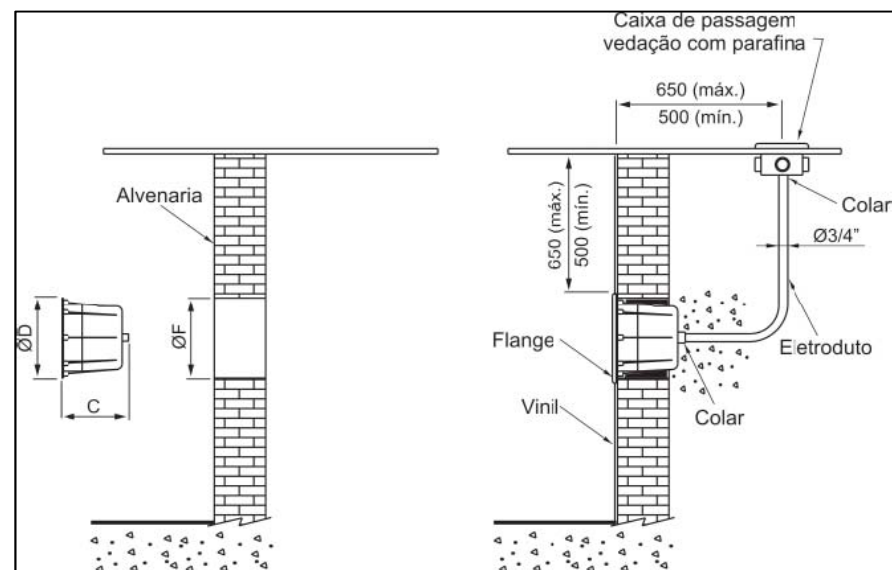 Caixa de passagem
vedação com parafina
650 (máx.)
500 (mín.)
Alvenaria
650 (máx.)
500 (mín.)
Colar
Ø3/4"
ØD
ØF
Flange
Eletroduto
C
Vinil
Colar